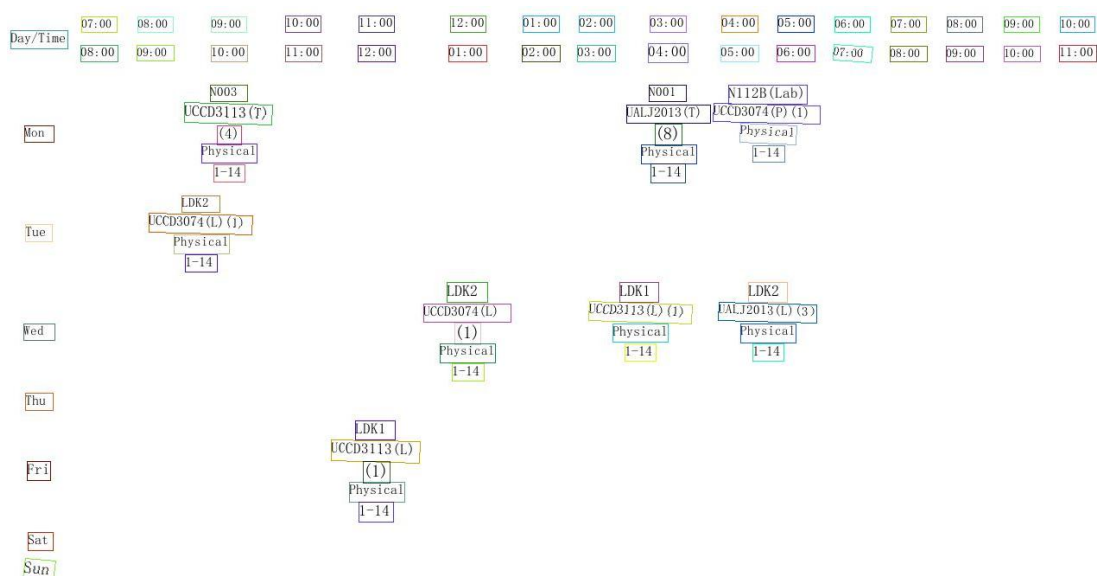 07:00 08:00 09:00 10:00 11:00 12:00 01:00 02:00 03:00 04:00 05:00 06:00 07:00 08:00 09:00 10:00
Day/Time
08:00 09:00 10:00 11:00 12:00 01:00 02:00 03:00 04:00 05:00 06:00 07:00 08:00 09:00 10:00 11:00
N003 N001 N112B(Lab)
UCCD3113(T) UALJ2013(T) UCCD3074(P)(1)
Mon (4) (8) Physical
Physical Physical 1-14
1-14 1-14
LDK2
UCCD3074(L)(1)
Tue
Physical
1-14
LDK2 LDK1 LDK2
UCCD3074(L) UCCD3113(L)(1) UALJ2013(L)(3)
Wed (1) Physical Physical
Physical 1-14 1-14
1-14
Thu
LDK1
UCCD3113(L)
Fri (1)
Physical
1-14
Sat
Sun